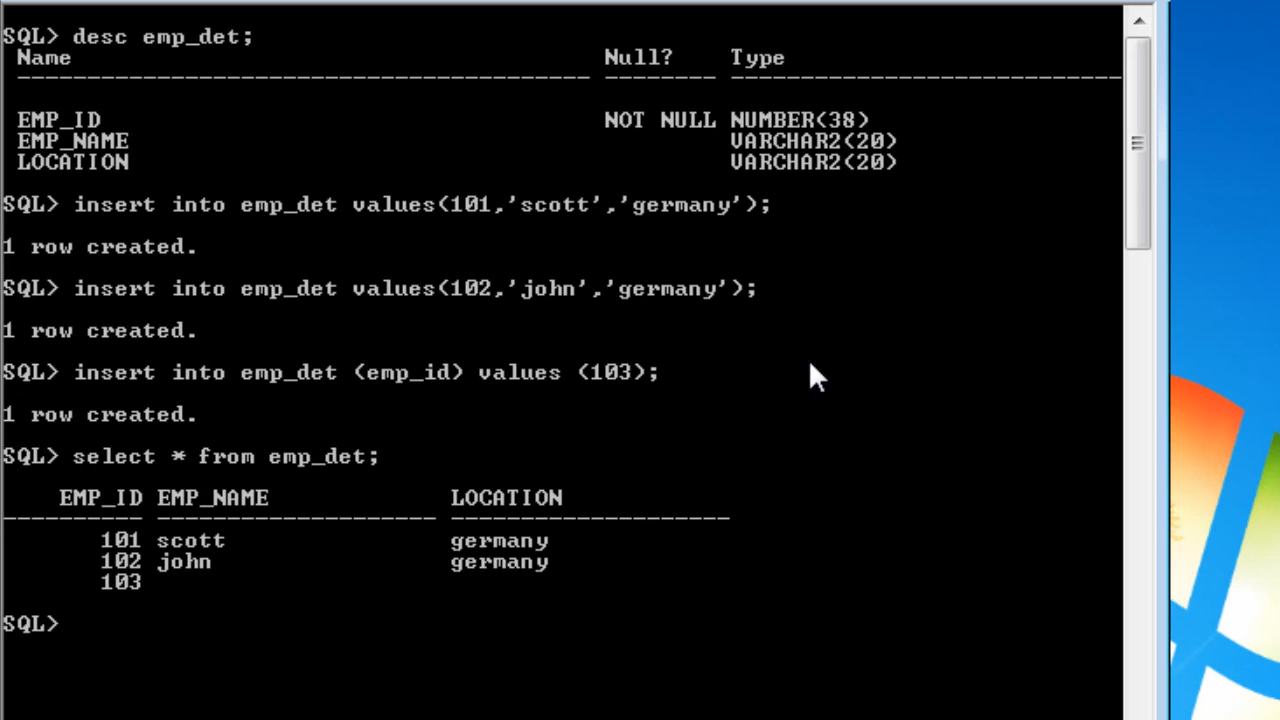 SQL> desc emp_det;
Name Null? Type
----------------------------------------- -------- ----------------------------
EMP_ID NOT NULL NUMBER(38)
EMP_NAME VARCHAR2(20)
LOCATION VARCHAR2(20)
SQL> insert into emp_det values(101,'scott','germany');
1 row created.
SQL> insert into emp_det values(102,'john','germany');
1 row created.
SQL> insert into emp_det (emp_id) values (103);
1 row created.
SQL> select * from emp_det;
EMP_ID EMP_NAME LOCATION
---------- -------------------- --------------------
101 scott germany
102 john germany
103
SQL>